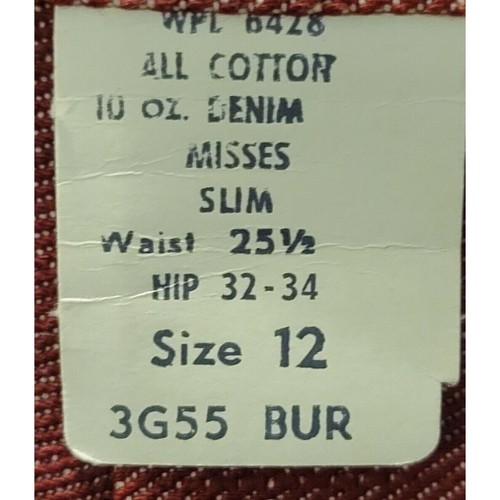 WPL 6428
ALL COTTON
10 OZ. DENIM
MISSES
SLIM
Waist 25½
HIP 32-34
Size 12
3G55 BUR